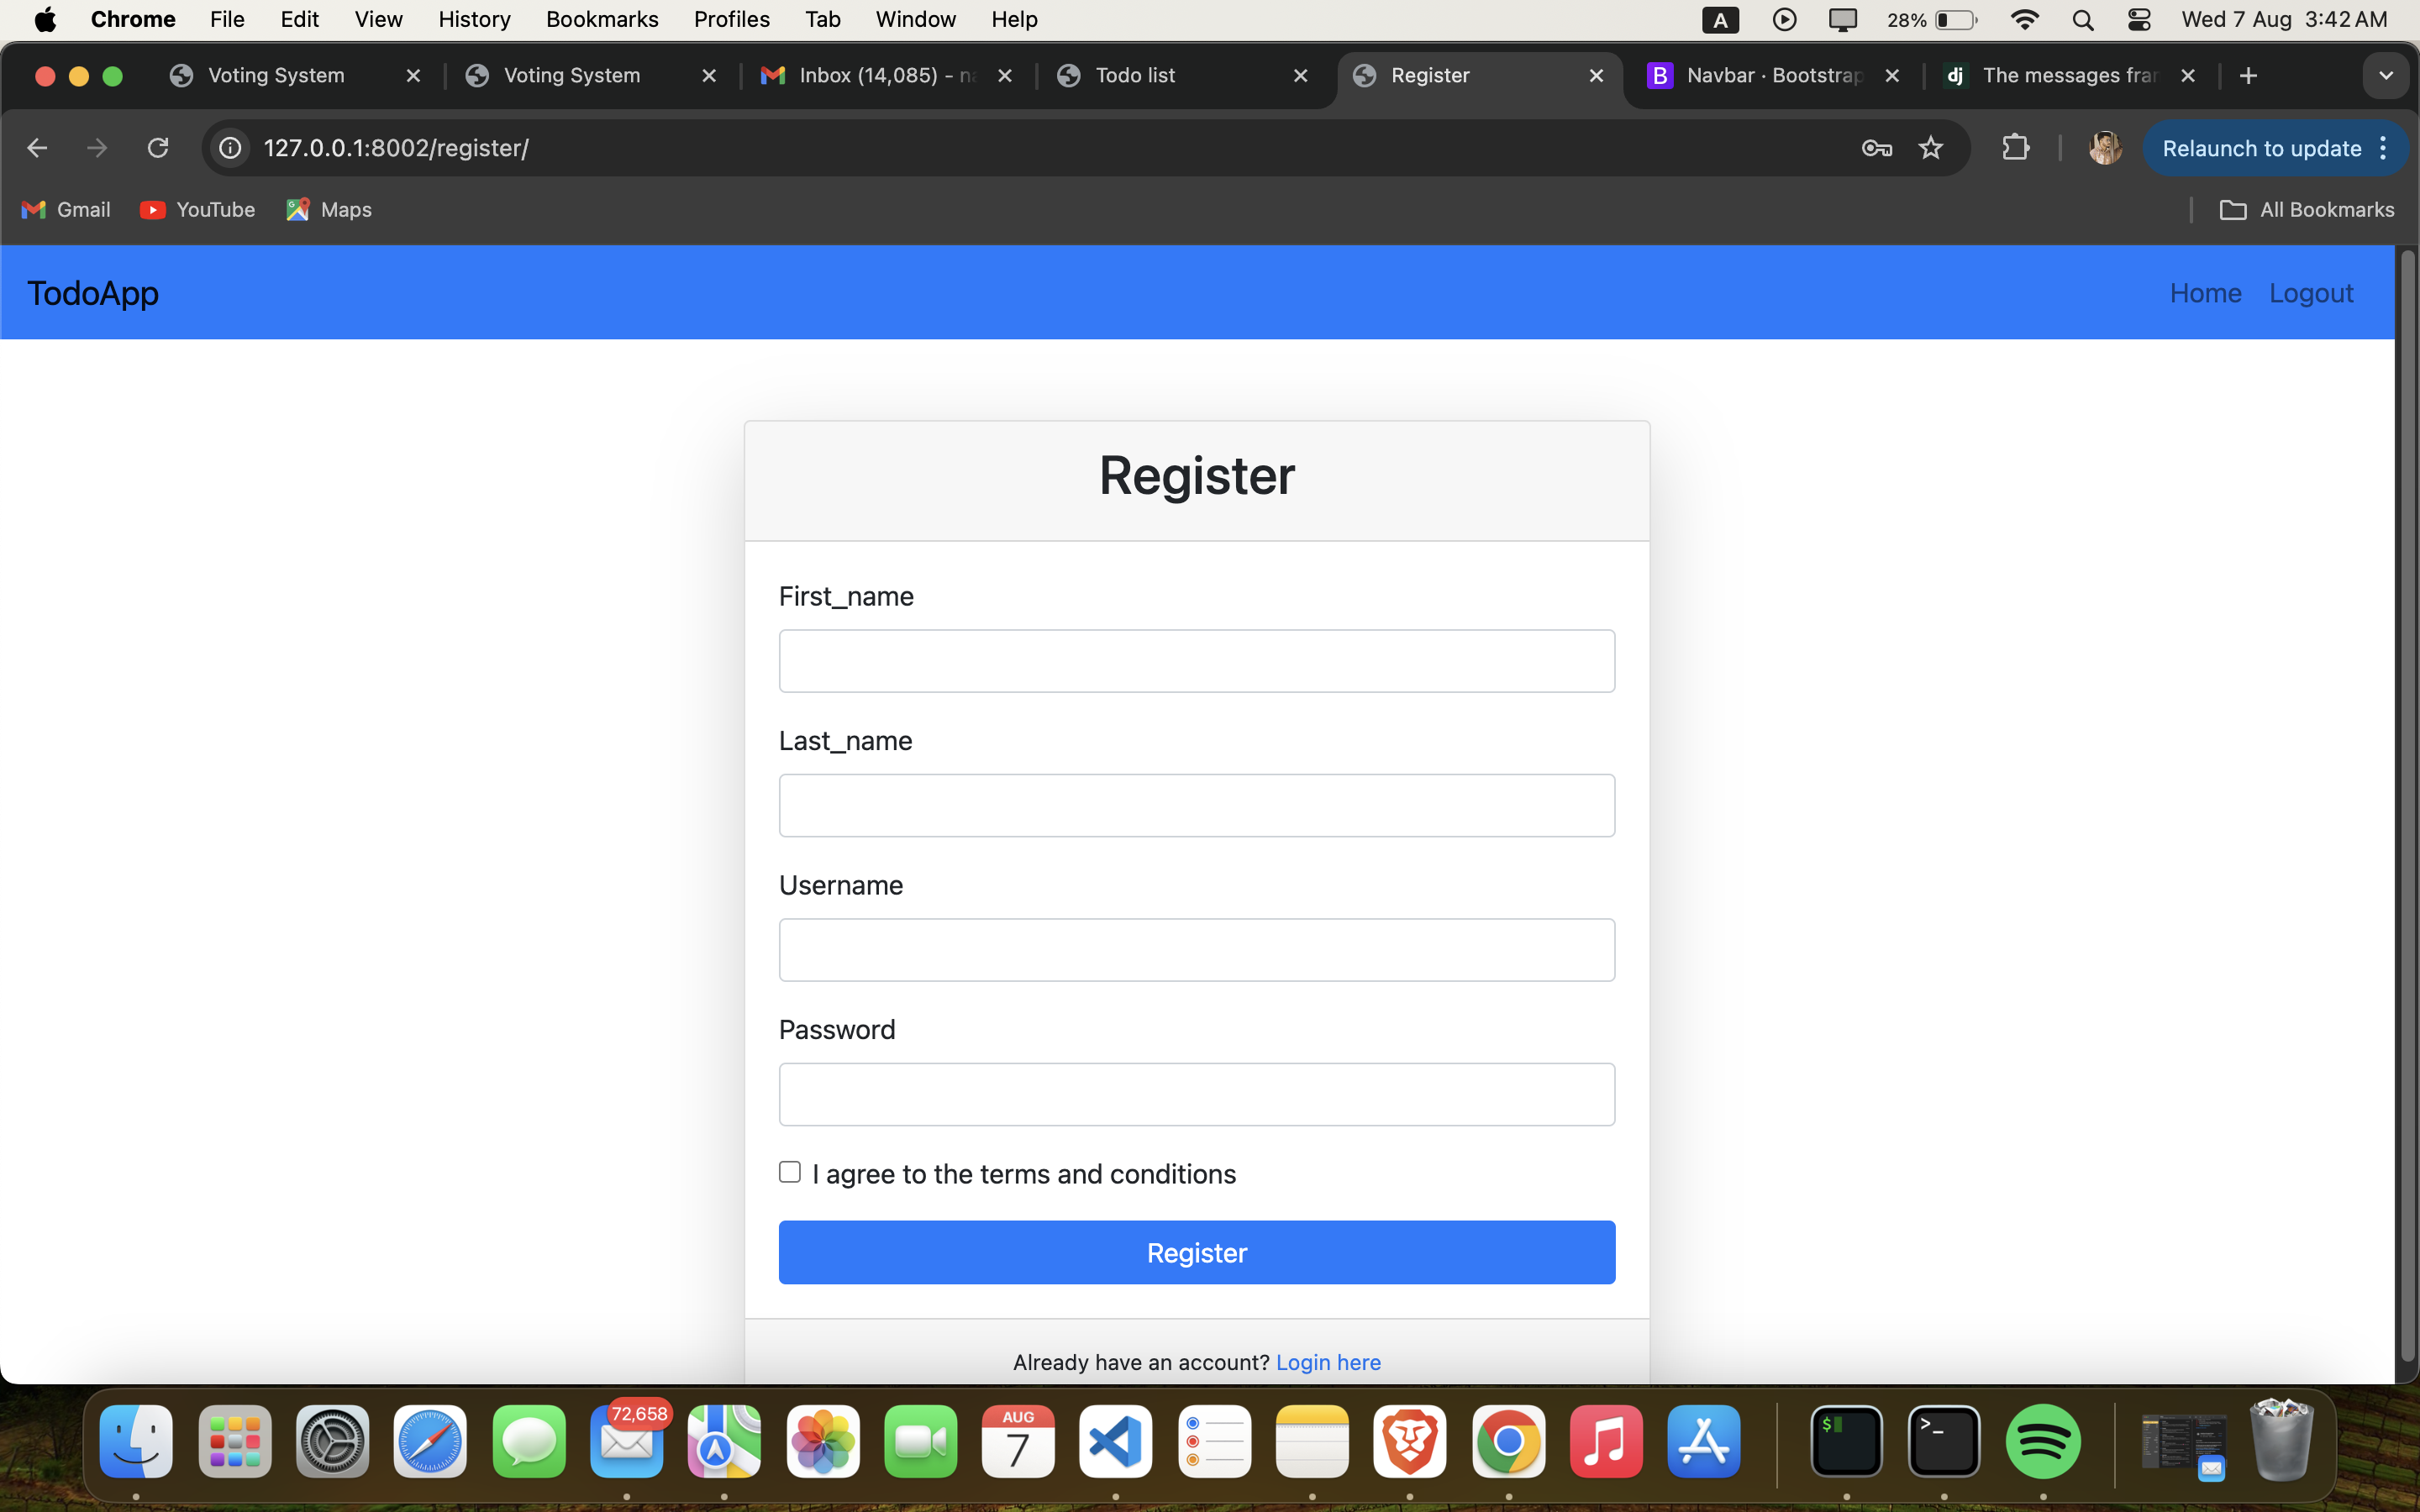 Chrome File Edit View History Bookmarks Profiles Tab Window Help A 28% Wed 7 Aug 3:42 AM
Voting System Voting System Inbox (14,085) - na Todo list Register B Navbar · Bootstrap dj The messages fra
127.0.0.1:8002/register/ Relaunch to update
Gmail YouTube Maps All Bookmarks
TodoApp Home Logout
Register
First_name
Last_name
Username
Password
I agree to the terms and conditions
Register
Already have an account? Login here
72,658 AUG
7
$ >_